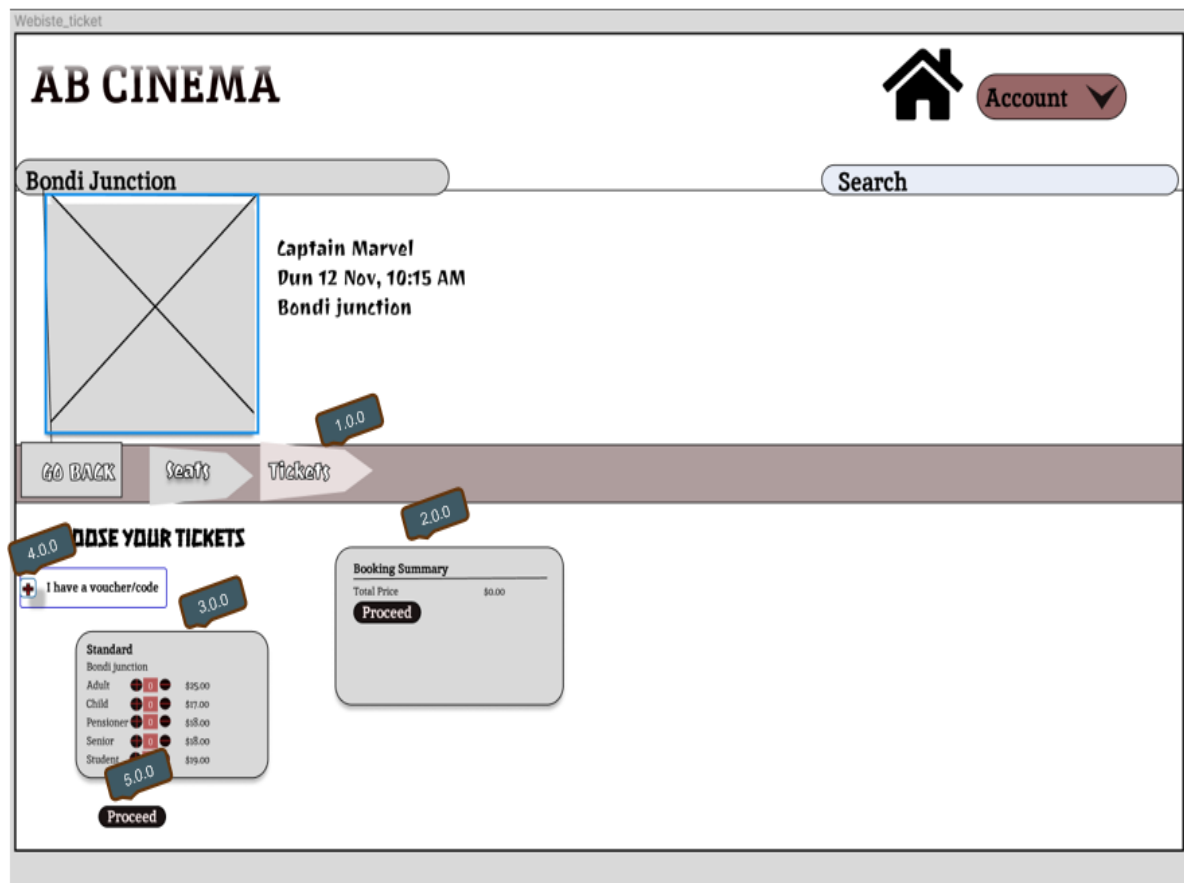 Webiste_ticket
AB CINEMA
Account
Bondi Junction
Search
Captain Marvel
Dun 12 Nov, 10:15 AM
Bondi junction
1.0.0
GO BACK
Seats
Tickets
2.0.0
4.0.0
OOSE YOUR TICKETS
I have a voucher/code
3.0.0
Booking Summary
Total Price $0.00
Proceed
Standard
Bondi junction
Adult 0 $25.00
Child 0 $17.00
Pensioner 0 $18.00
Senior 0 $18.00
Student $19.00
5.0.0
Proceed